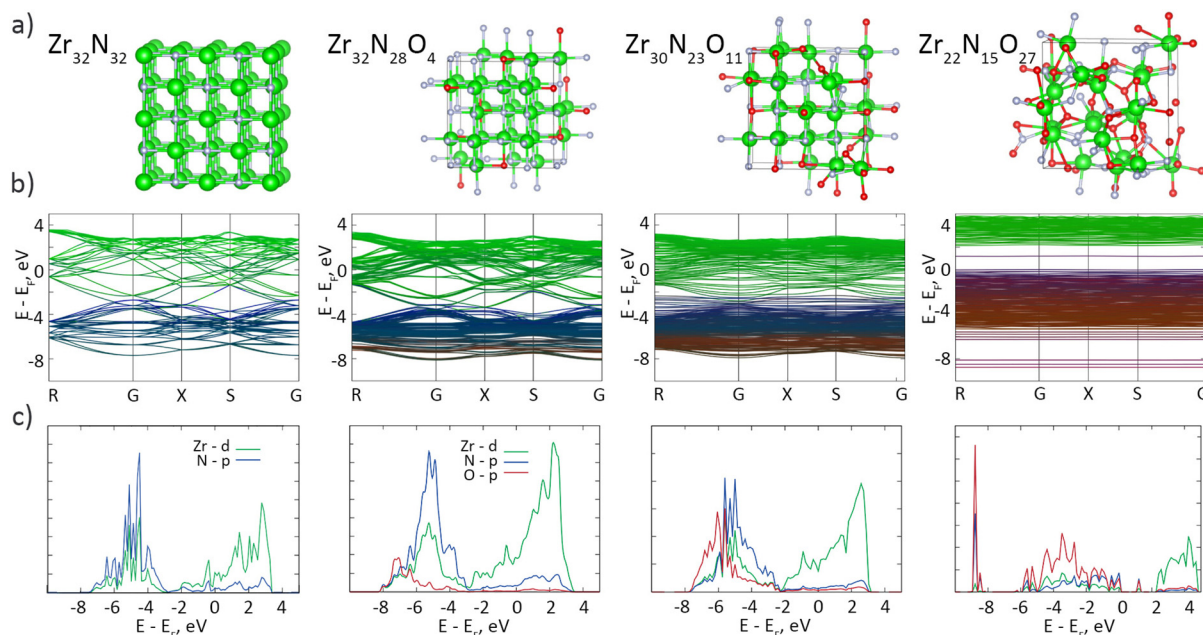 a)
Zr32N32
Zr32N28O4
Zr30N23O11
Zr22N15O27
b)
E - EF, eV
4
0
-4
-8
R G X S G
E - EF, eV
4
0
-4
-8
R G X S G
E - EF, eV
4
0
-4
-8
R G X S G
E - EF, eV
4
0
-4
-8
R G X S G
c)
Zr - d
N - p
-8 -6 -4 -2 0 2 4
E - EF, eV
Zr - d
N - p
O - p
-8 -6 -4 -2 0 2 4
E - EF, eV
-8 -6 -4 -2 0 2 4
E - EF, eV
-8 -6 -4 -2 0 2 4
E - EF, eV